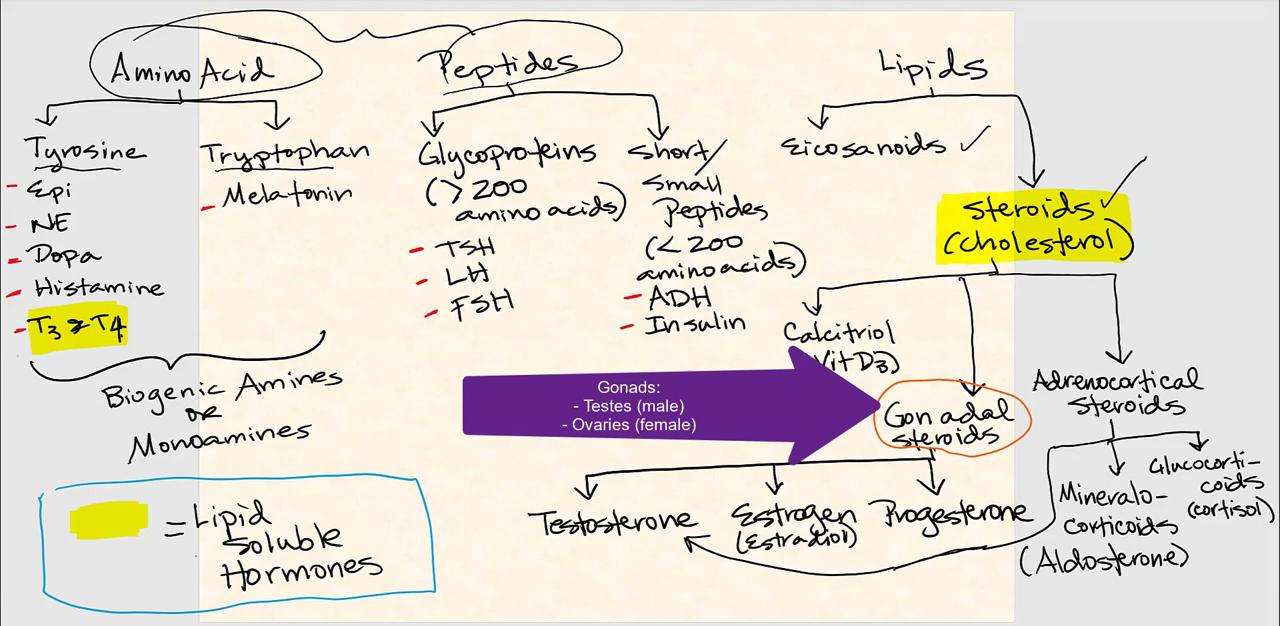 Amino Acid
Peptides
Lipids
Tyrosine
- Epi
- NE
- Dopa
- Histamine
- T3 & T4
Tryptophan
- Melatonin
Biogenic Amines
or
Monoamines
Glycoproteins
(> 200
amino acids)
- TSH
- LH
- FSH
Short/
Small
Peptides
(< 200
amino acids)
- ADH
- Insulin
Eicosanoids ✓
Steroids ✓
(cholesterol)
Calcitriol
Vit D3)
Gonads:
- Testes (male)
- Ovaries (female)
Gonadal
steroids
Testosterone
Estrogen
(Estradiol)
Progesterone
Adrenocortical
steroids
Mineralo-
corticoids
(Aldosterone)
Glucocorti-
coids
(cortisol)
= Lipid
Soluble
Hormones